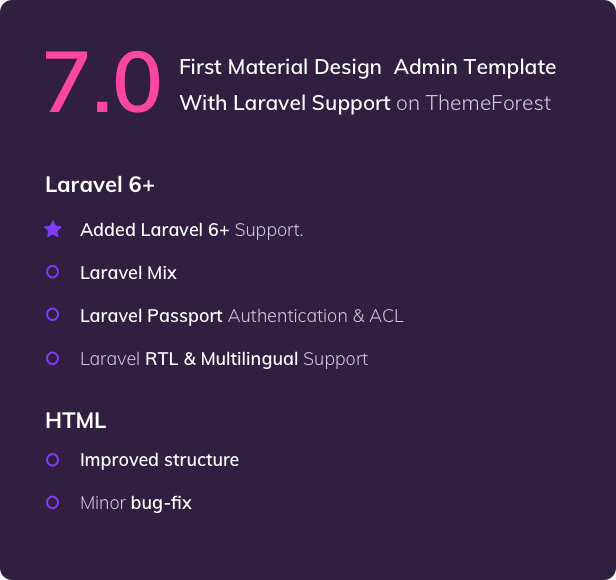 7.0
First Material Design Admin Template
With Laravel Support on ThemeForest
Laravel 6+
Added Laravel 6+ Support.
Laravel Mix
Laravel Passport Authentication & ACL
Laravel RTL & Multilingual Support
HTML
Improved structure
Minor bug-fix